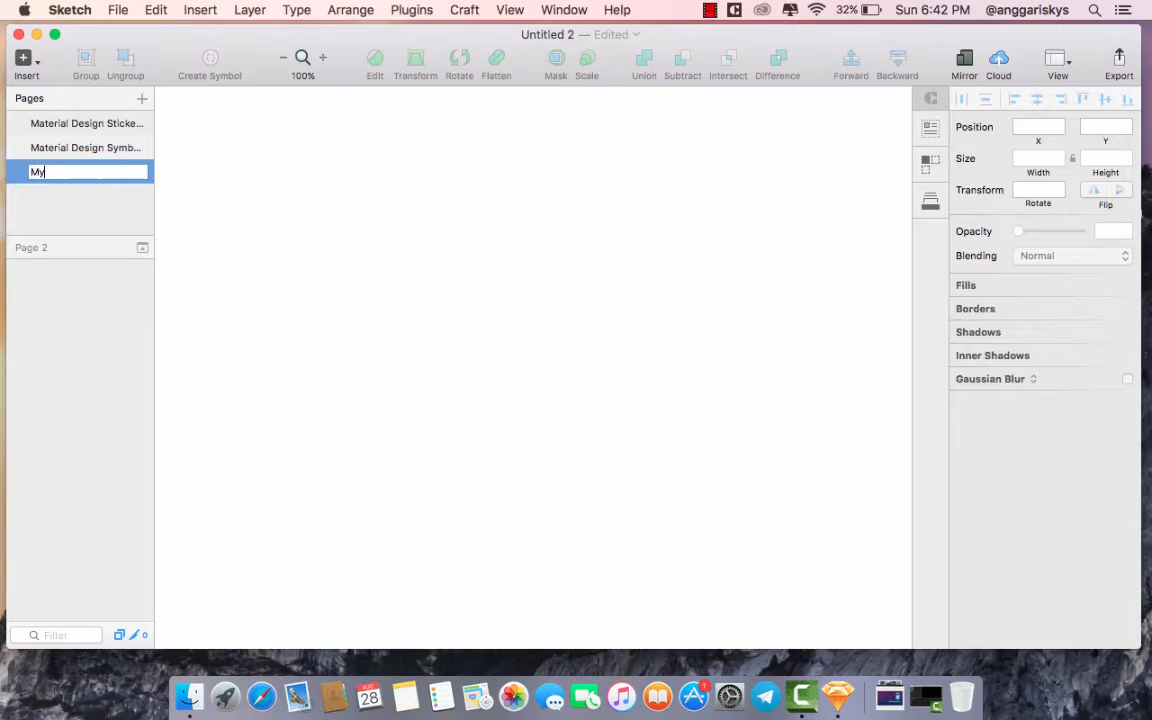 Sketch File Edit Insert Layer Type Arrange Plugins Craft View Window Help 32% Sun 6:42 PM @anggariskys
Untitled 2 — Edited
Insert Group Ungroup Create Symbol 100% Edit Transform Rotate Flatten Mask Scale Union Subtract Intersect Difference Forward Backward Mirror Cloud View Export
Pages
Material Design Sticke...
Material Design Symb...
My
Page 2
Filter 0
Position
X Y
Size
Width Height
Transform
Rotate Flip
Opacity
Blending Normal
Fills
Borders
Shadows
Inner Shadows
Gaussian Blur
AUG
28
1